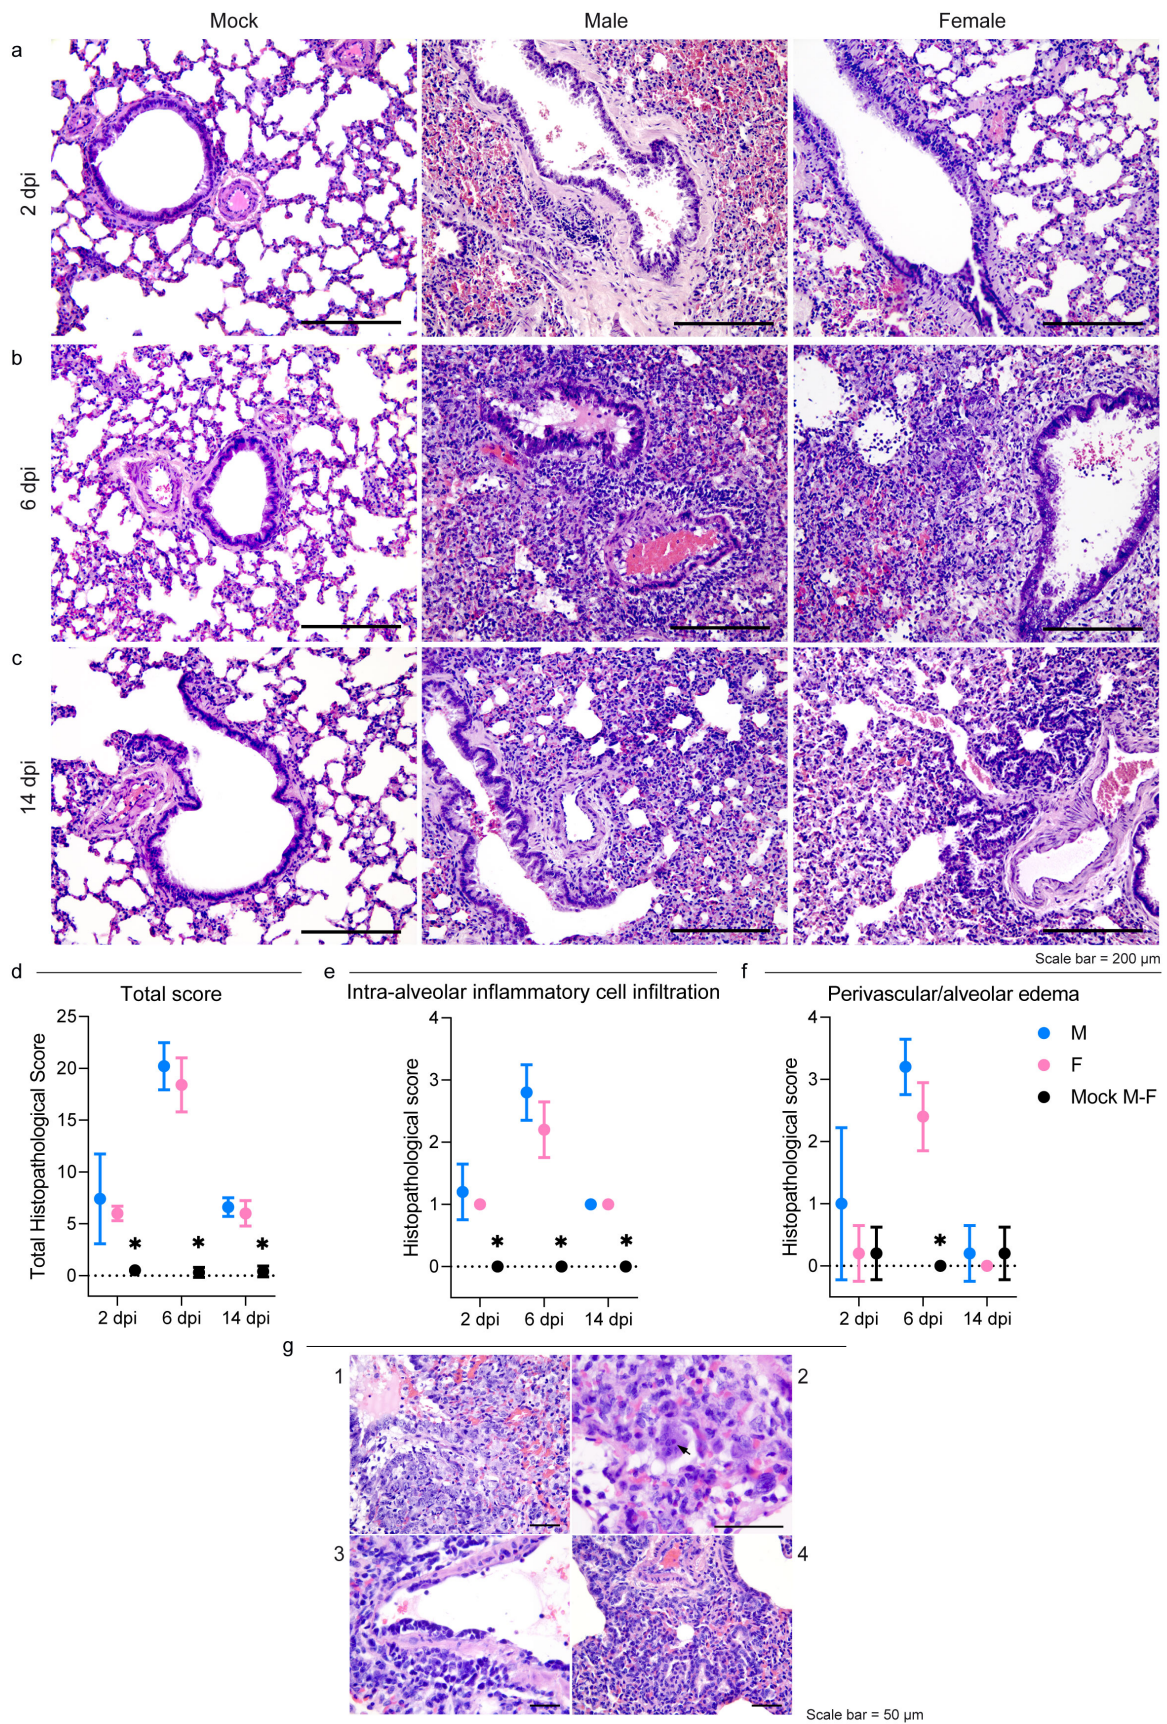 Mock Male Female
a
2 dpi
b
6 dpi
c
14 dpi
Scale bar = 200 µm
d
Total score
Total Histopathological Score
25
20
15
10
5
0
* * *
2 dpi 6 dpi 14 dpi
e
Intra-alveolar inflammatory cell infiltration
Histopathological score
4
3
2
1
0
* * *
2 dpi 6 dpi 14 dpi
f
Perivascular/alveolar edema
Histopathological score
4
3
2
1
0
*
2 dpi 6 dpi 14 dpi
M
F
Mock M-F
g
1 2
3 4
Scale bar = 50 µm